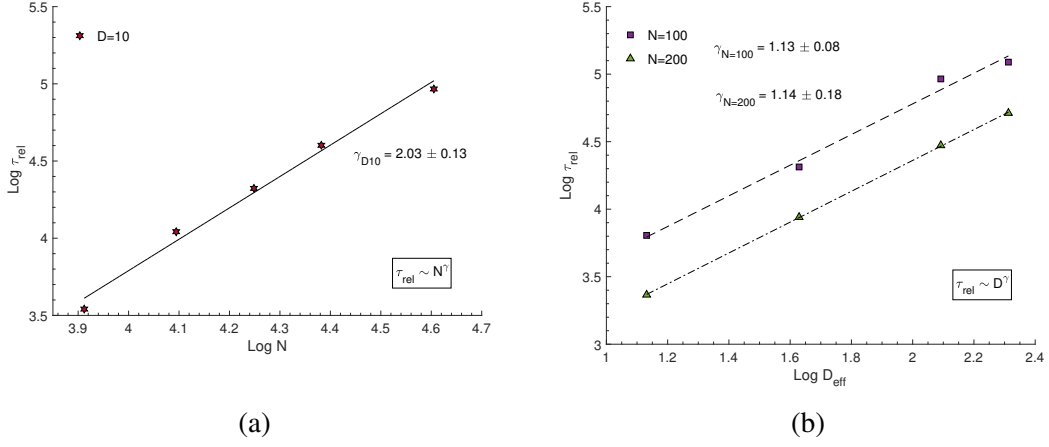 5.5
5
4.5
4
3.5
3.9
4
4.1
4.2
4.3
4.4
4.5
4.6
4.7
Log τrel
Log N
D=10
γD10 = 2.03 ± 0.13
τrel ∼ N^γ
(a)
5.5
5
4.5
4
3.5
3
1
1.2
1.4
1.6
1.8
2
2.2
2.4
Log τrel
Log Deff
N=100
N=200
γN=100 = 1.13 ± 0.08
γN=200 = 1.14 ± 0.18
τrel ∼ D^γ
(b)